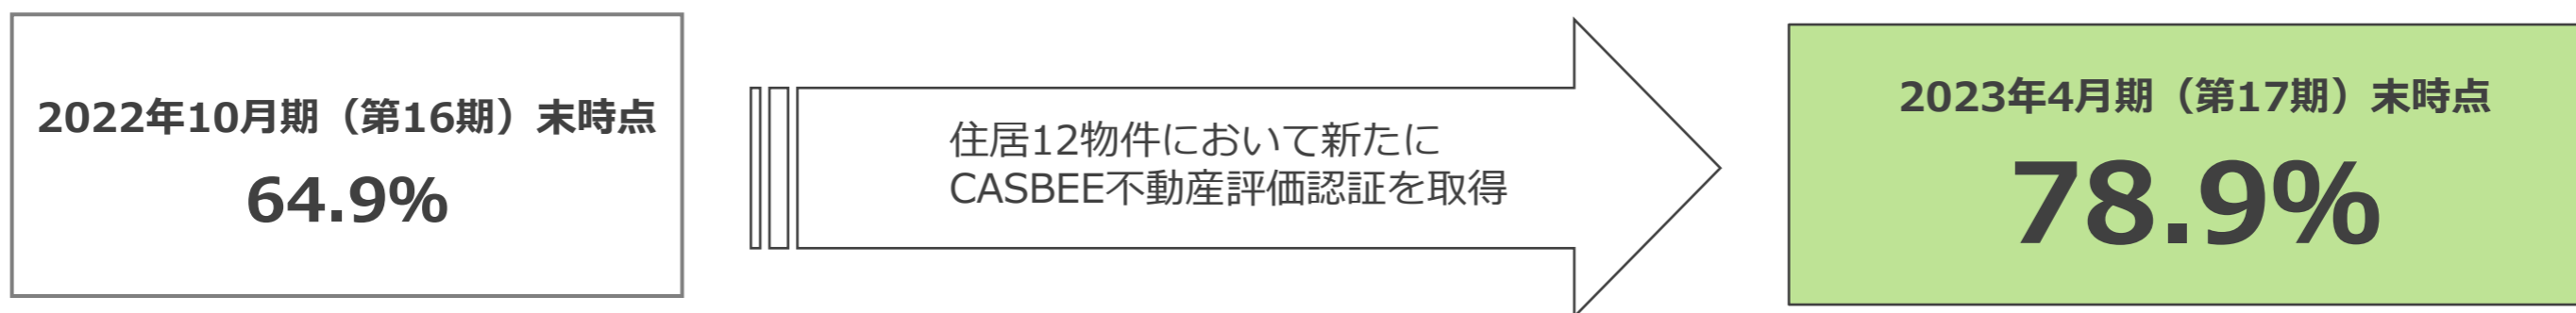 2022年10月期（第16期）末時点
64.9%
住居12物件において新たに
CASBEE不動産評価認証を取得
2023年4月期（第17期）末時点
78.9%